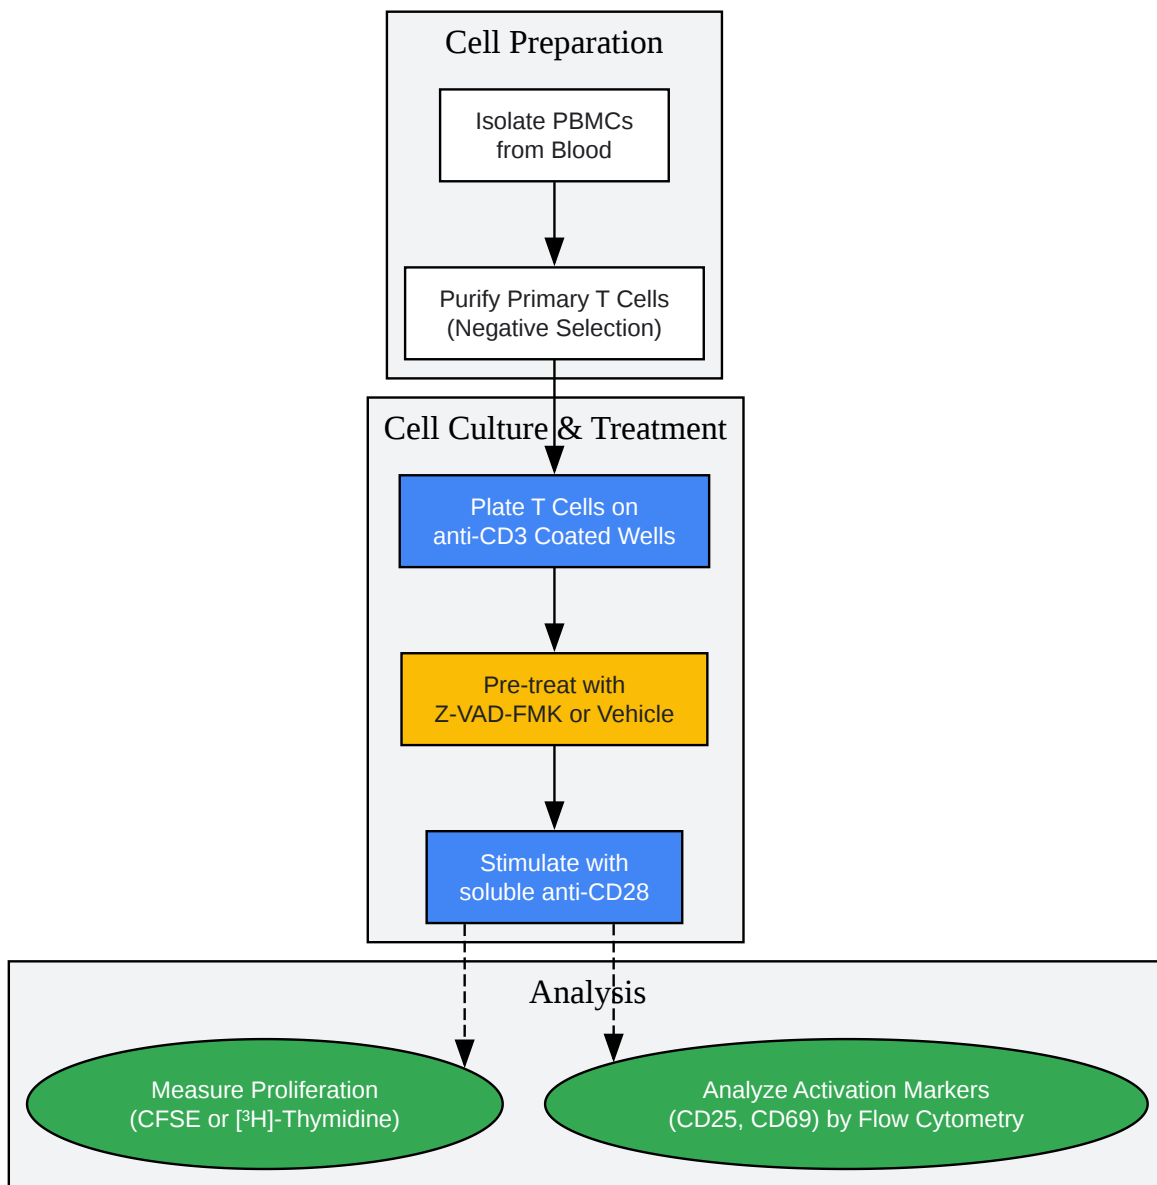 Cell Preparation
Isolate PBMCs
from Blood
Purify Primary T Cells
(Negative Selection)
Cell Culture & Treatment
Plate T Cells on
anti-CD3 Coated Wells
Pre-treat with
Z-VAD-FMK or Vehicle
Stimulate with
soluble anti-CD28
Analysis
Measure Proliferation
(CFSE or [³H]-Thymidine)
Analyze Activation Markers
(CD25, CD69) by Flow Cytometry